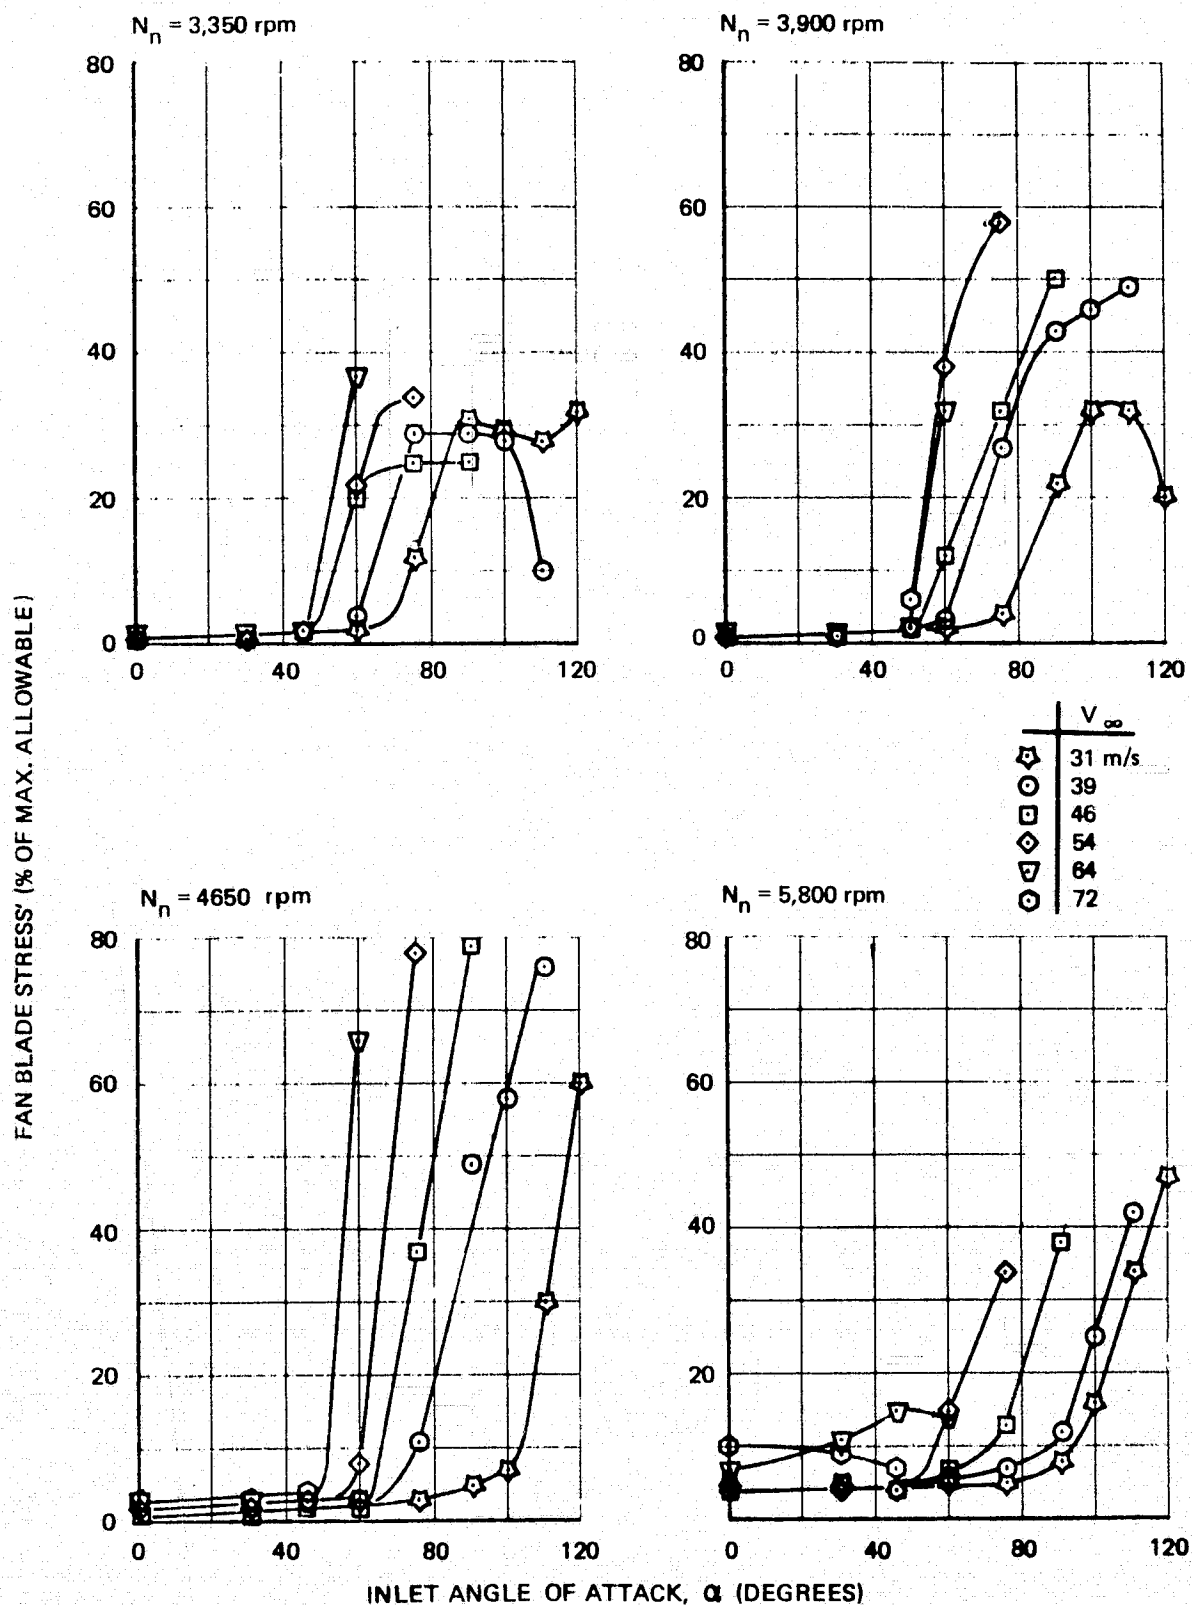 N_n = 3,350 rpm
80
60
40
20
0
0 40 80 120
N_n = 3,900 rpm
80
60
40
20
0
0 40 80 120
V_∞
31 m/s
39
46
54
64
72
FAN BLADE STRESS' (% OF MAX. ALLOWABLE)
N_n = 4650 rpm
80
60
40
20
0
0 40 80 120
N_n = 5,800 rpm
80
60
40
20
0 40 80 120
INLET ANGLE OF ATTACK, α (DEGREES)